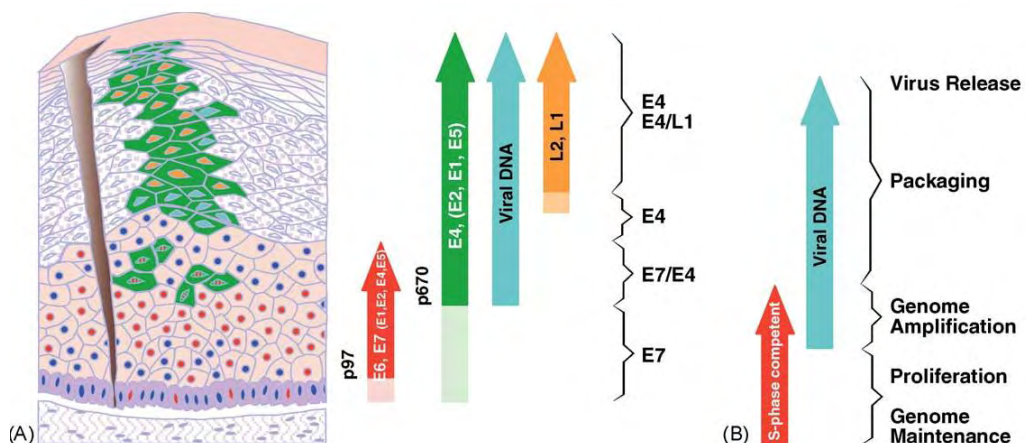 (A)
p97
E6, E7 (E1,E2, E4,E5)
p670
E4, (E2, E1, E5)
Viral DNA
L2, L1
E4
E4/L1
E4
E7/E4
E7
(B)
S-phase competent
Viral DNA
Virus Release
Packaging
Genome
Amplification
Proliferation
Genome
Maintenance